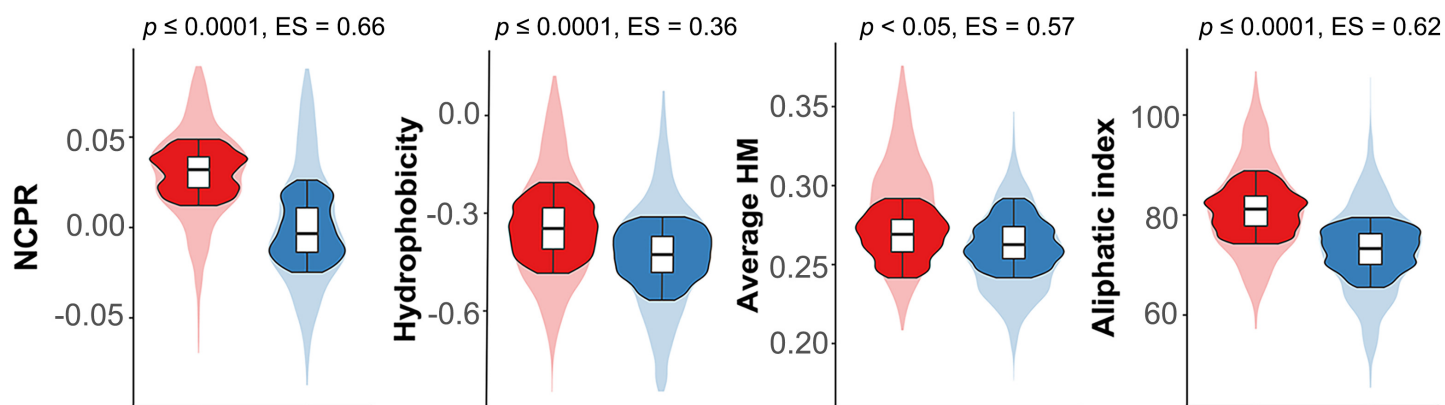 p ≤ 0.0001, ES = 0.66
NCPR
0.05
0.00
-0.05
p ≤ 0.0001, ES = 0.36
Hydrophobicity
0.0
-0.3
-0.6
p < 0.05, ES = 0.57
Average HM
0.35
0.30
0.25
0.20
p ≤ 0.0001, ES = 0.62
Aliphatic index
100
80
60